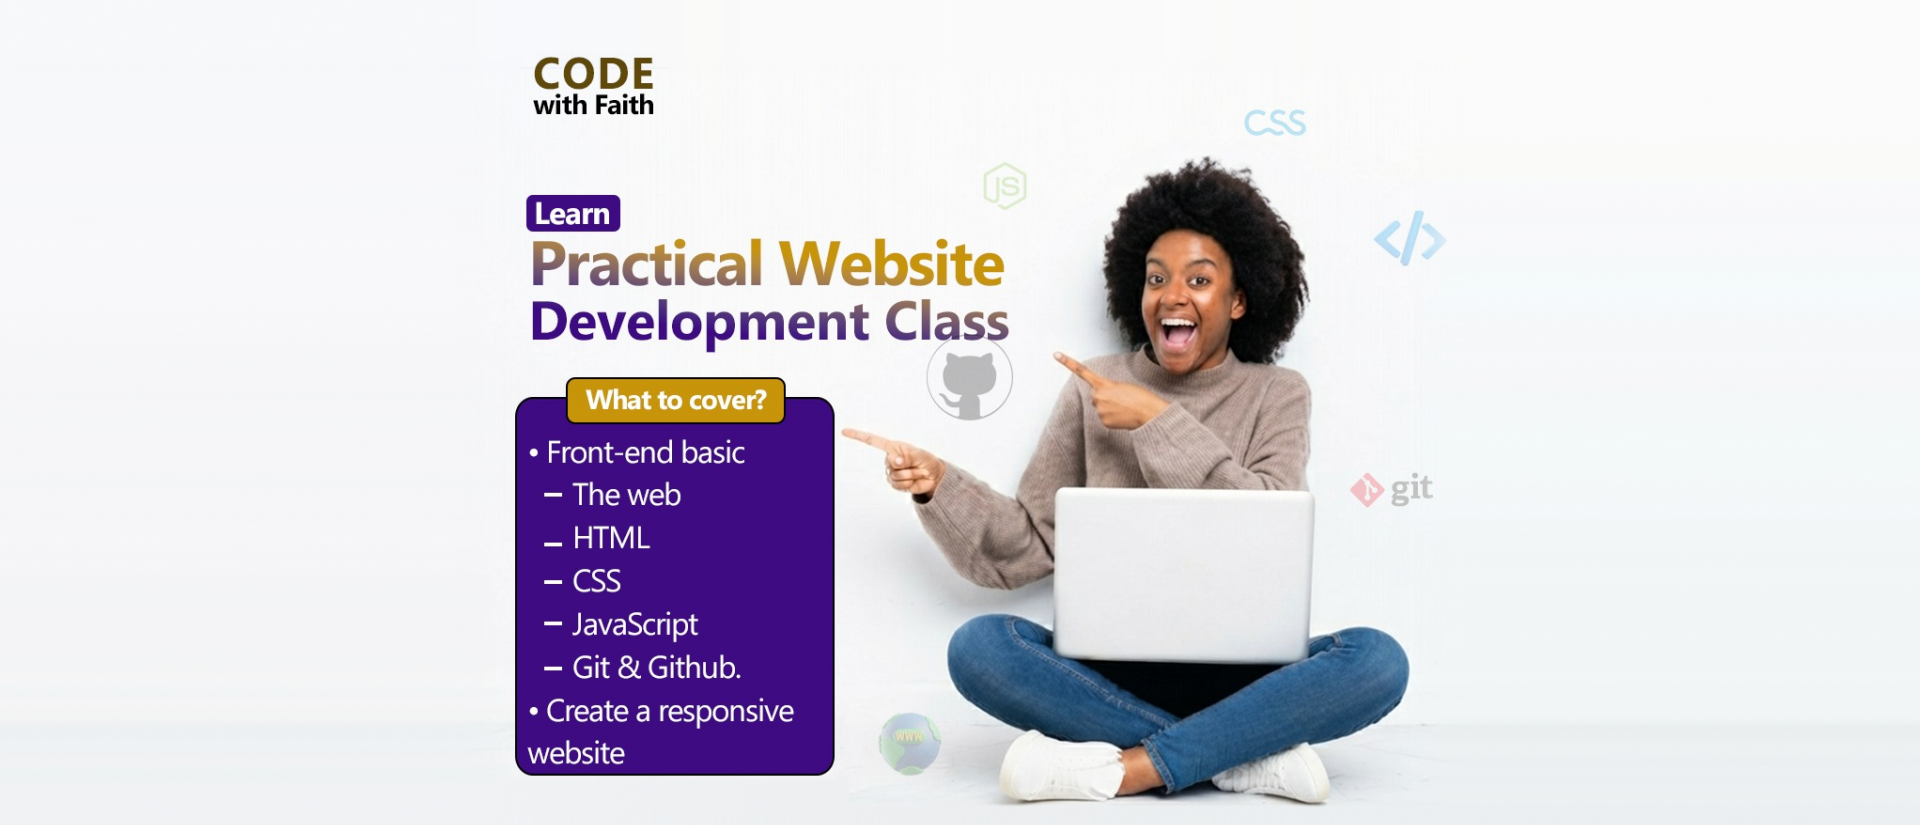 CODE
with Faith
CSS
JS
Learn
Practical Website
Development Class
What to cover?
• Front-end basic
– The web
– HTML
– CSS
– JavaScript
– Git & Github.
• Create a responsive
website
</>
git
WWW